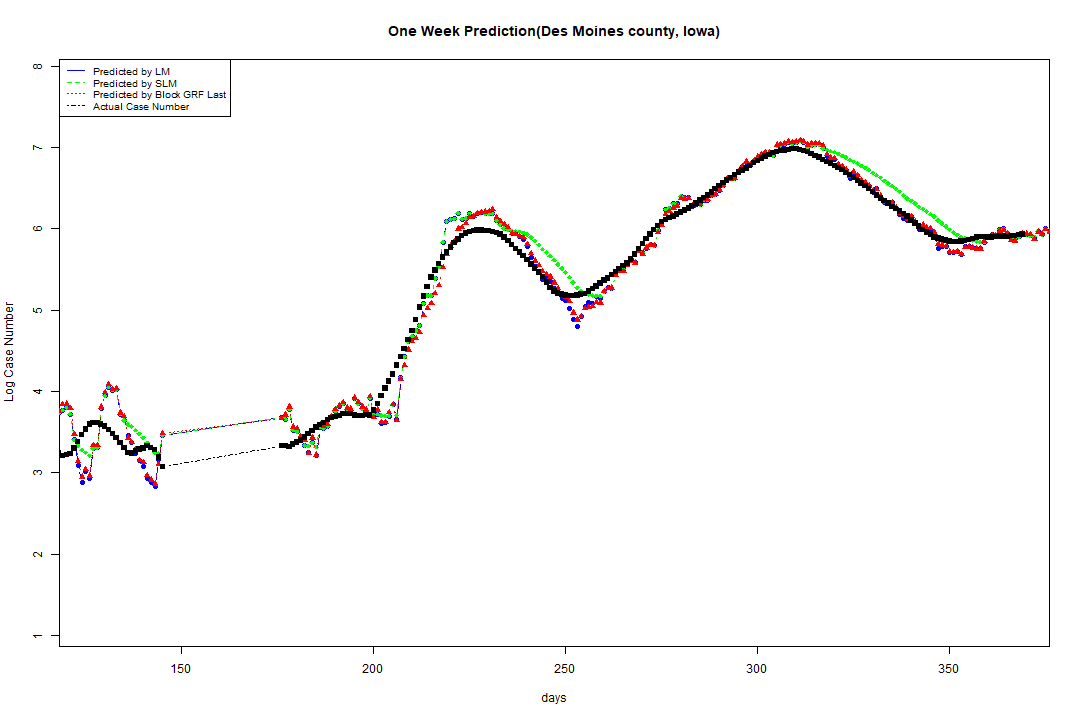 One Week Prediction(Des Moines county, Iowa)
Predicted by LM
Predicted by SLM
Predicted by Block GRF Last
Actual Case Number
8
7
6
5
4
3
2
1
Log Case Number
150 200 250 300 350
days